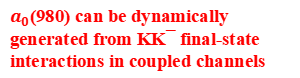 a₀(980) can be dynamically
generated from KK¯ final-state
interactions in coupled channels